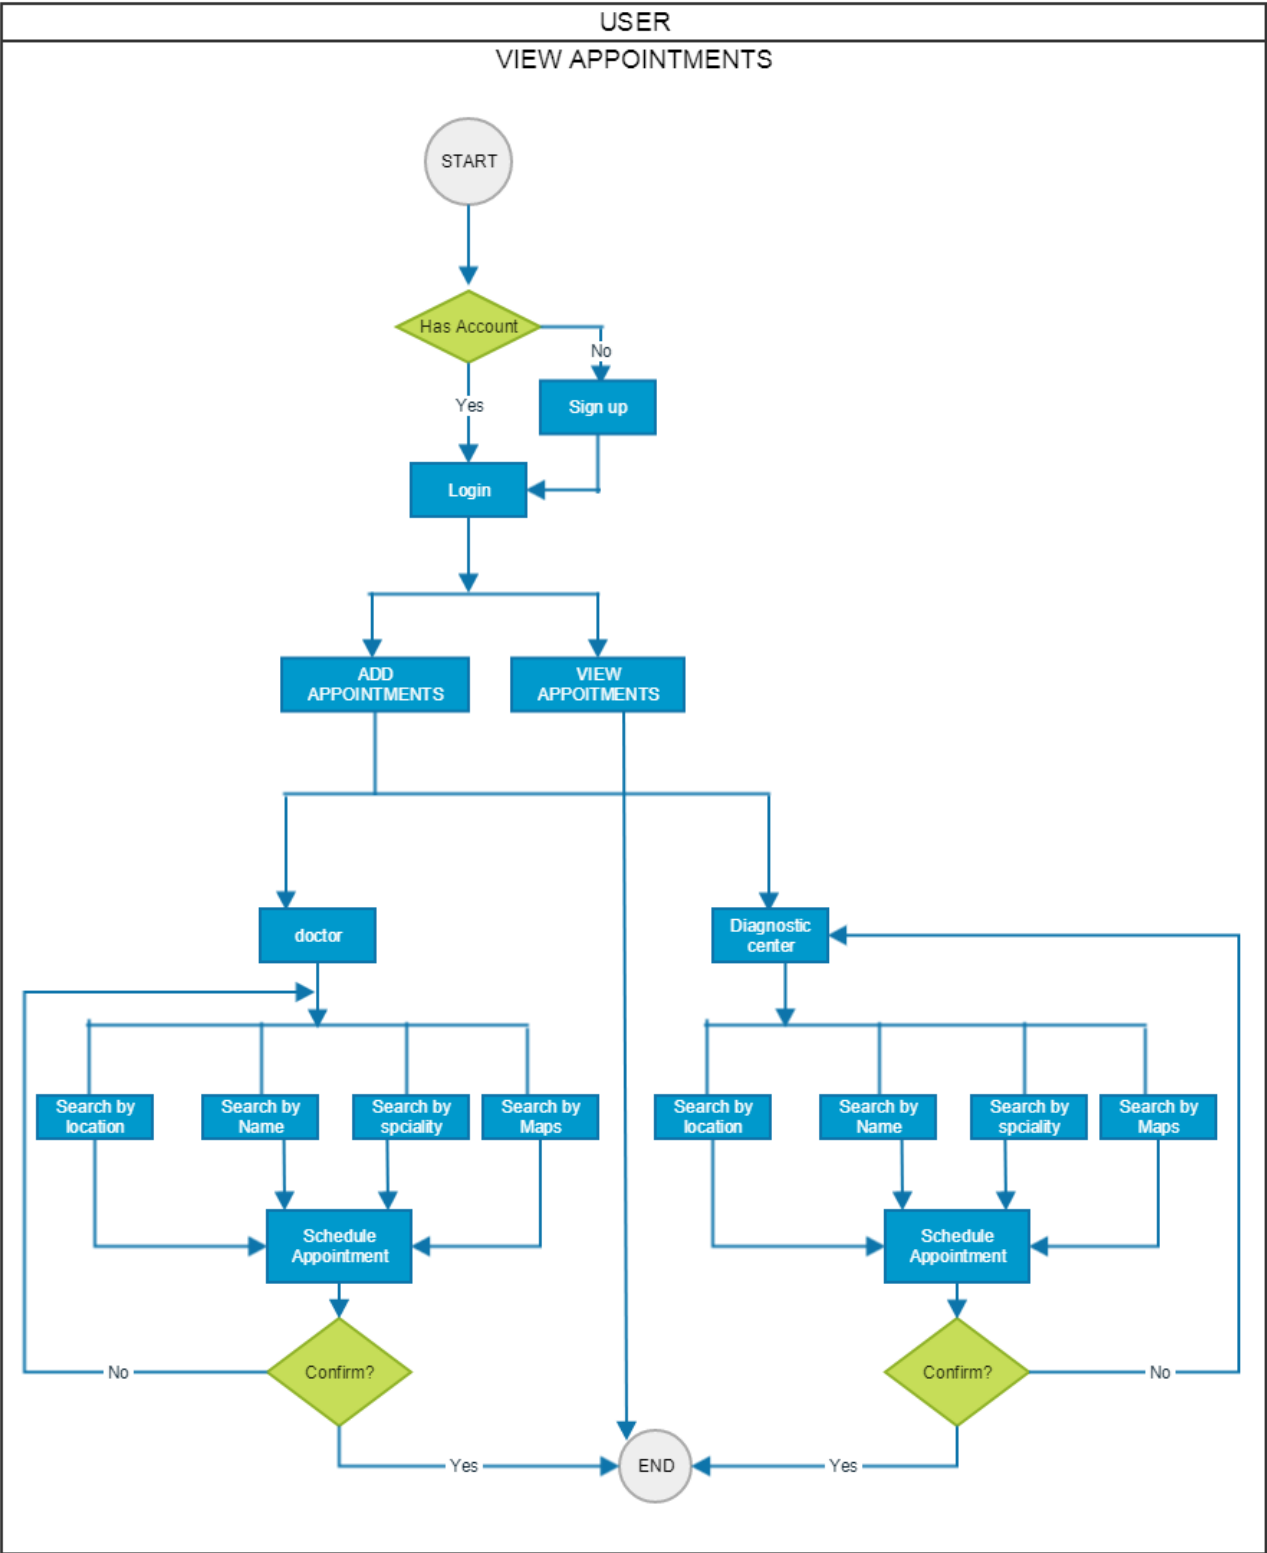 USER
VIEW APPOINTMENTS
START
Has Account
No
Yes
Sign up
Login
ADD
APPOINTMENTS
VIEW
APPOITMENTS
doctor
Diagnostic
center
Search by
location
Search by
Name
Search by
spciality
Search by
Maps
Search by
location
Search by
Name
Search by
spciality
Search by
Maps
Schedule
Appointment
Schedule
Appointment
No
Confirm?
Confirm?
No
Yes
END
Yes